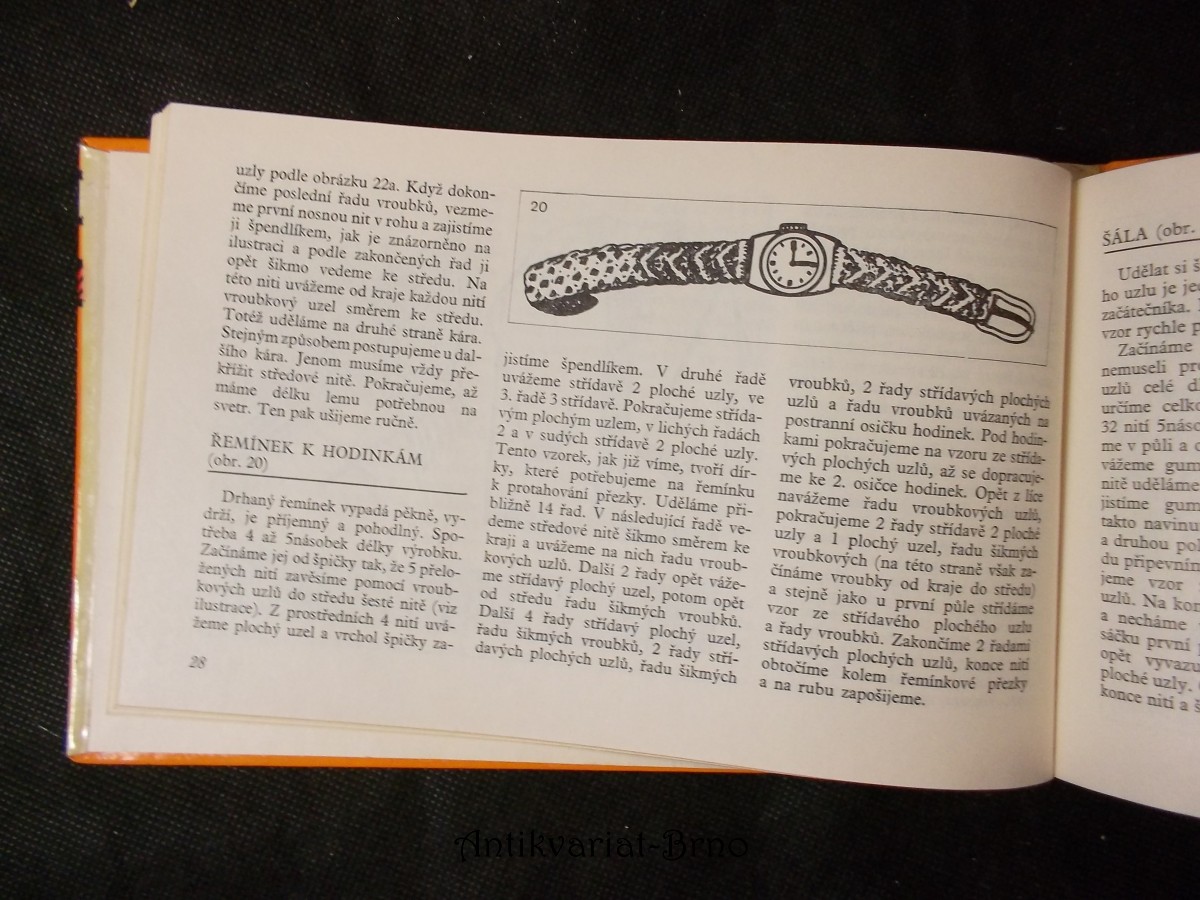 uzly podle obrázku 22a. Když dokon-
číme poslední řadu vroubků, vezme-
me první nosnou nit v rohu a zajistíme
ji špendlíkem, jak je znázorněno na
ilustraci a podle zakončených řad ji
opět šikmo vedeme ke středu. Na
této niti uvážeme od kraje každou nití
vroubkový uzel směrem ke středu.
Totéž uděláme na druhé straně kára.
Stejným způsobem postupujeme u dal-
šího kára. Jenom musíme vždy pře-
křížit středové nitě. Pokračujeme, až
máme délku lemu potřebnou na
svetr. Ten pak ušijeme ručně.
ŘEMÍNEK K HODINKÁM
(obr. 20)
Drhaný řemínek vypadá pěkně, vy-
drží, je příjemný a pohodlný. Spo-
třeba 4 až 5násobek délky výrobku.
Začínáme jej od špičky tak, že 5 přelo-
žených nití zavěsíme pomocí vroub-
kových uzlů do středu šesté nitě (viz
ilustrace). Z prostředních 4 nití uvá-
žeme plochý uzel a vrchol špičky za-
28
20
jistíme špendlíkem. V druhé řadě
uvážeme střídavě 2 ploché uzly, ve
3. řadě 3 střídavě. Pokračujeme střída-
vým plochým uzlem, v lichých řadách
2 a v sudých střídavě 2 ploché uzly.
Tento vzorek, jak již víme, tvoří dír-
ky, které potřebujeme na řemínku
k protahování přezky. Uděláme při-
bližně 14 řad. V následující řadě ve-
deme středové nitě šikmo směrem ke
kraji a uvážeme na nich řadu vroub-
kových uzlů. Další 2 řady opět váže-
me střídavý plochý uzel, potom opět
od středu řadu šikmých vroubků.
Další 4 řady střídavý plochý uzel,
řadu šikmých vroubků, 2 řady stří-
davých plochých uzlů, řadu šikmých
vroubků, 2 řady střídavých plochých
uzlů a řadu vroubků uvázaných na
postranní osičku hodinek. Pod hodin-
kami pokračujeme na vzoru ze střída-
vých plochých uzlů, až se dopracuje-
me ke 2. osičce hodinek. Opět z líce
navážeme řadu vroubkových uzlů,
pokračujeme 2 řady střídavě 2 ploché
uzly a 1 plochý uzel, řadu šikmých
vroubkových (na této straně však za-
čínáme vroubky od kraje do středu)
a stejně jako u první půle střídáme
vzor ze střídavého plochého uzlu
a řady vroubků. Zakončíme 2 řadami
střídavých plochých uzlů, konce nití
obtočíme kolem řemínkové přezky
a na rubu zapošijeme.
ŠÁLA (obr.
Udělat si š
ho uzlu je je
začátečníka.
vzor rychle p
Začínáme
nemuseli pr
uzlů celé d
určíme celko
32 nití 5náso
me v půli a o
vážeme gum
nitě uděláme
jistíme gum
takto navinu
a druhou pol
du připevním
jeme vzor
uzlů. Na kon
a necháme
sáčku první
opět vyvazu
ploché uzly.
konce nití a š
Antikvariat-Brno